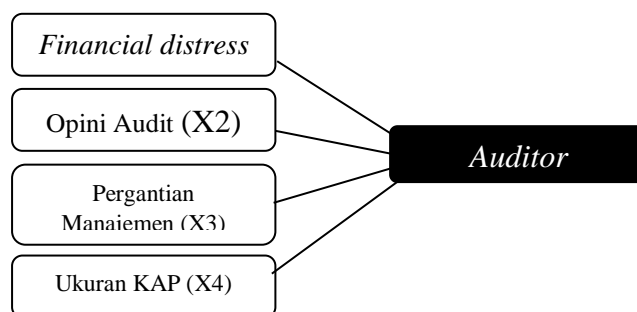 Financial distress
Opini Audit (X2)
Auditor
Pergantian
Manajemen (X3)
Ukuran KAP (X4)